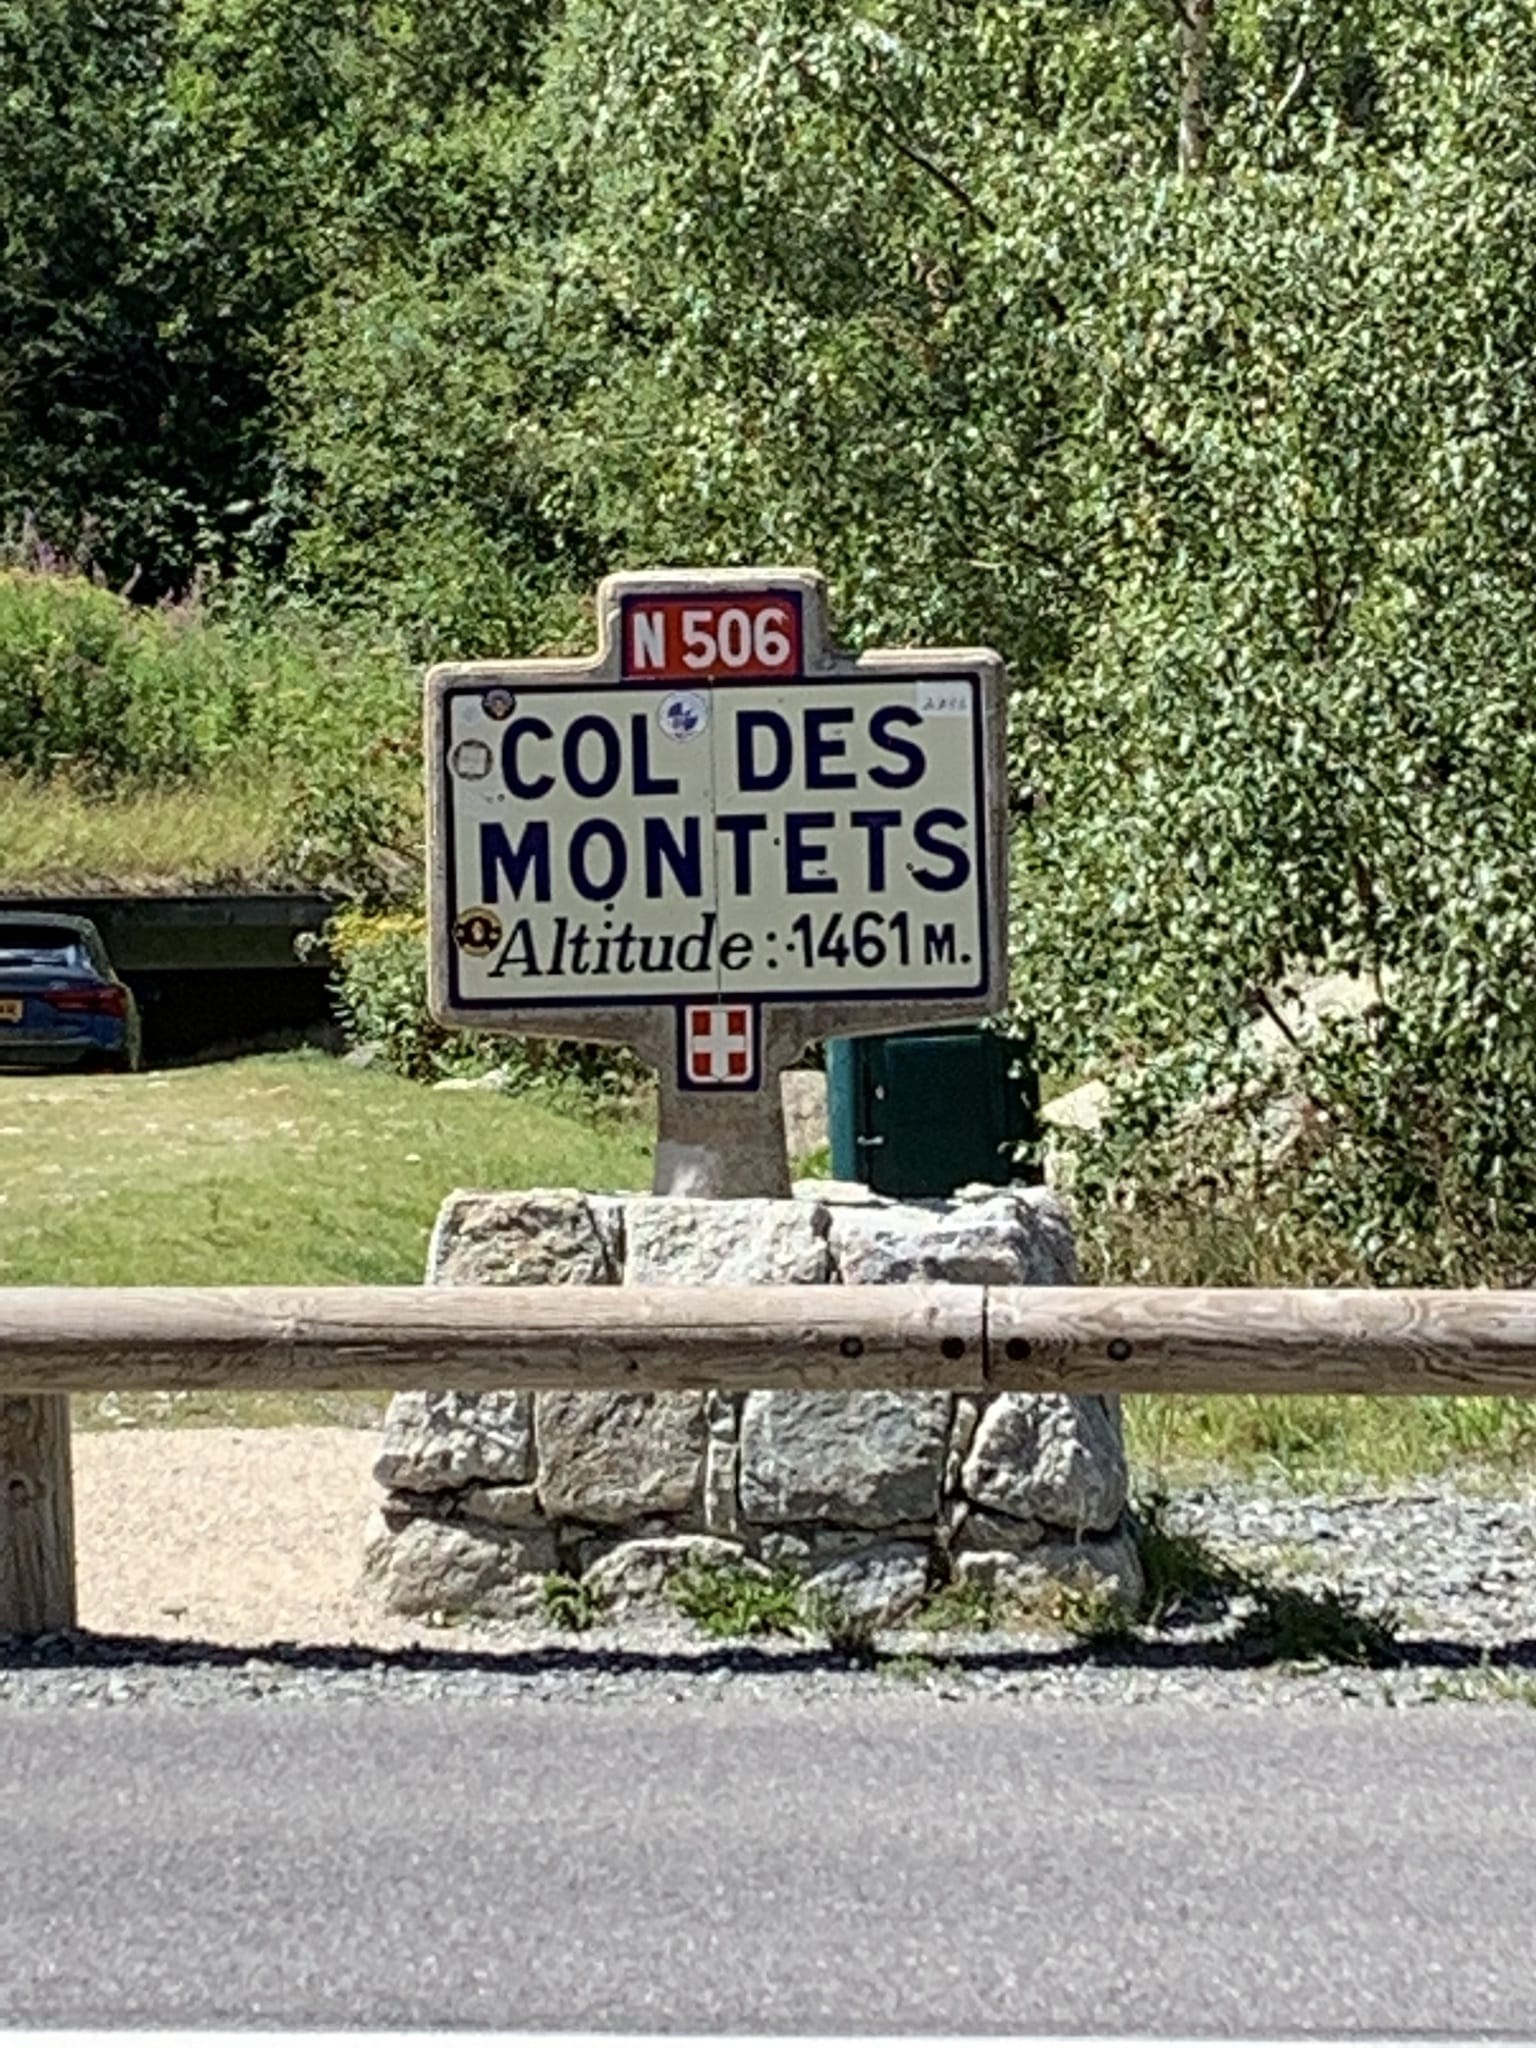 N 506
COL DES
MONTETS
Altitude: 1461 M.